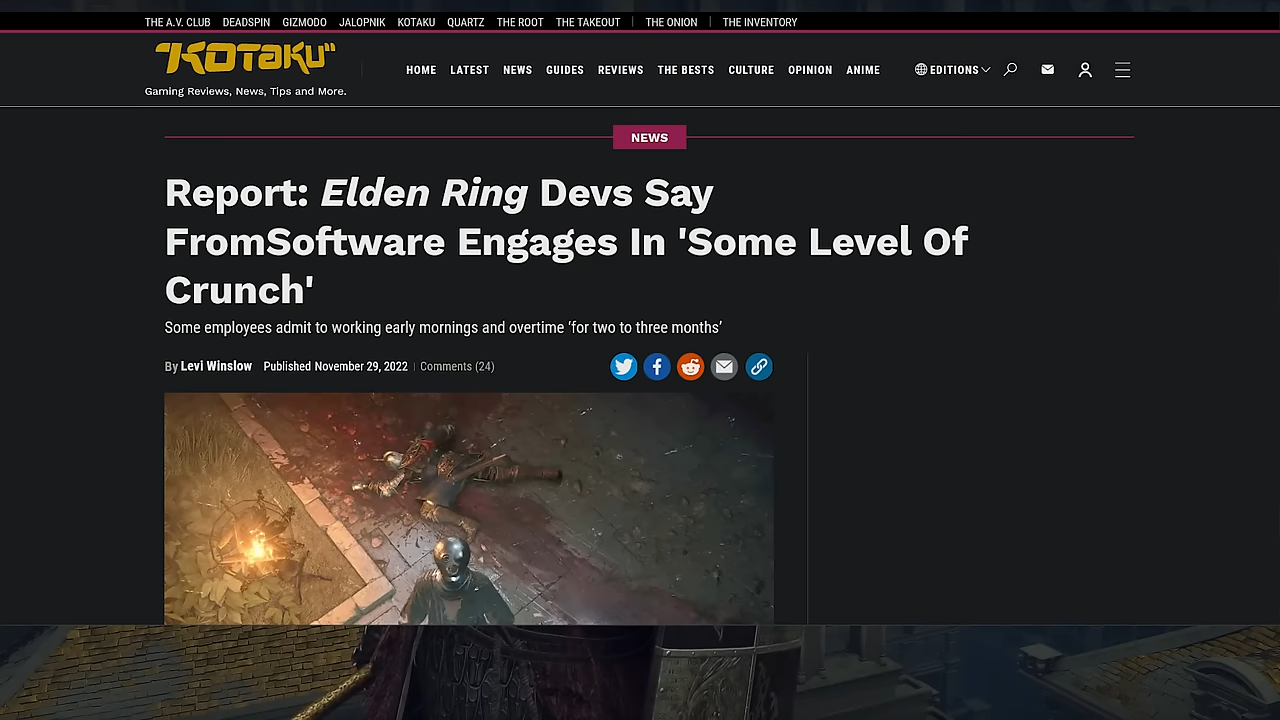 THE A.V. CLUB DEADSPIN GIZMODO JALOPNIK KOTAKU QUARTZ THE ROOT THE TAKEOUT | THE ONION | THE INVENTORY
"KOTAKU"
HOME LATEST NEWS GUIDES REVIEWS THE BESTS CULTURE OPINION ANIME EDITIONS
Gaming Reviews, News, Tips and More.
NEWS
Report: Elden Ring Devs Say
FromSoftware Engages In 'Some Level Of
Crunch'
Some employees admit to working early mornings and overtime ‘for two to three months’
By Levi Winslow Published November 29, 2022 | Comments (24)